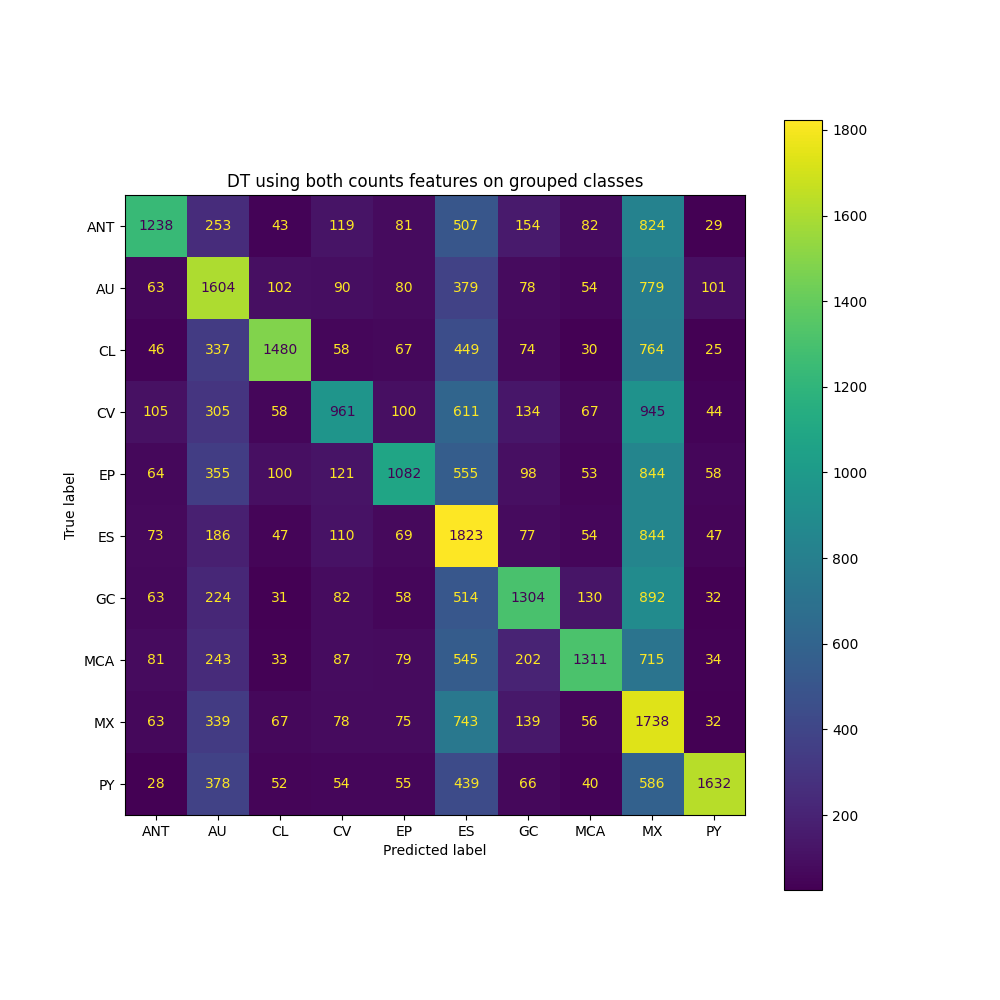 DT using both counts features on grouped classes
True label
ANT 1238 253 43 119 81 507 154 82 824 29
AU 63 1604 102 90 80 379 78 54 779 101
CL 46 337 1480 58 67 449 74 30 764 25
CV 105 305 58 961 100 611 134 67 945 44
EP 64 355 100 121 1082 555 98 53 844 58
ES 73 186 47 110 69 1823 77 54 844 47
GC 63 224 31 82 58 514 1304 130 892 32
MCA 81 243 33 87 79 545 202 1311 715 34
MX 63 339 67 78 75 743 139 56 1738 32
PY 28 378 52 54 55 439 66 40 586 1632
ANT AU CL CV EP ES GC MCA MX PY
Predicted label
1800
1600
1400
1200
1000
800
600
400
200